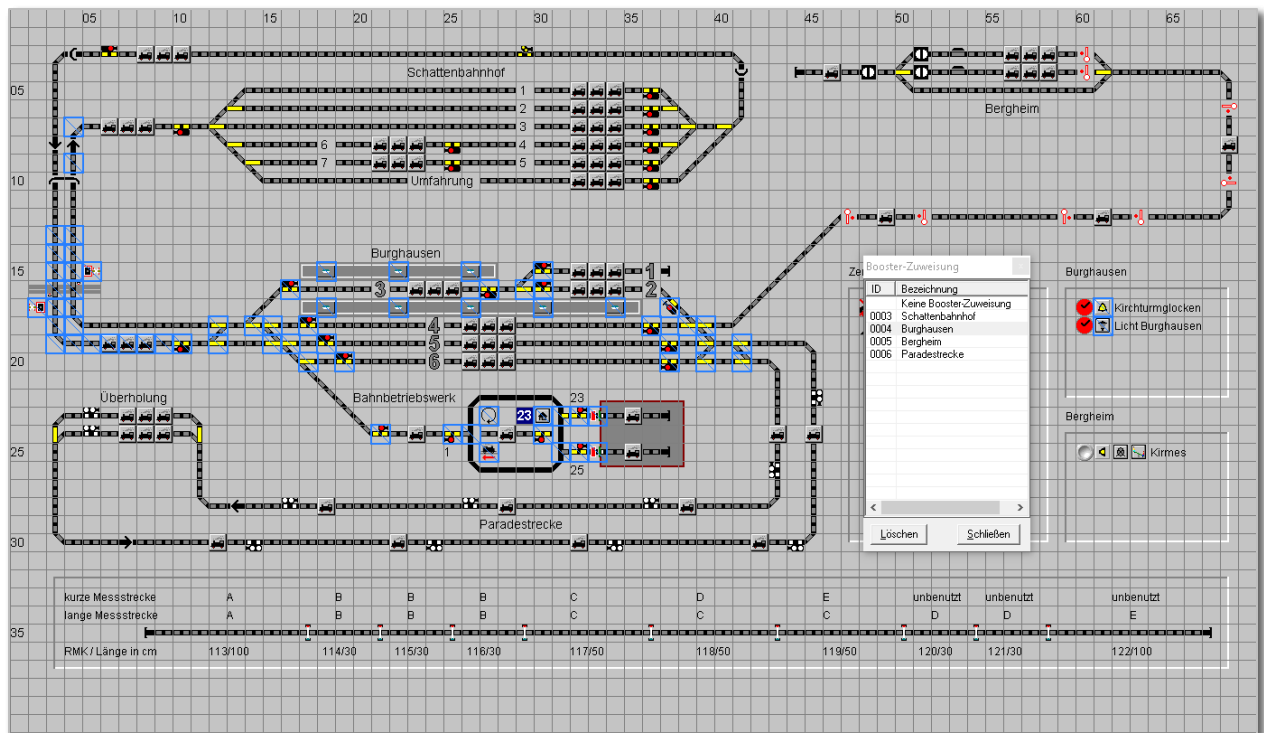 05 10 15 20 25 30 35 40 45 50 55 60 65
Schattenbahnhof
05
1
2
3
6 4
7 5
Bergheim
10
Umfahrung
Burghausen
15
1
3 2
4
5
20
6
Überholung
Bahnbetriebswerk
23
23
25
1
25
Paradestrecke
30
Booster-Zuweisung
ID Bezeichnung
Keine Booster-Zuweisung
0003 Schattenbahnhof
0004 Burghausen
0005 Bergheim
0006 Paradestrecke
Löschen Schließen
Burghausen
Kirchturmglocken
Licht Burghausen
Bergheim
Kirmes
kurze Messstrecke A B B B C D E unbenutzt unbenutzt unbenutzt
lange Messstrecke A B B B C C C D D E
35
RMK / Länge in cm 113/100 114/30 115/30 116/30 117/50 118/50 119/50 120/30 121/30 122/100